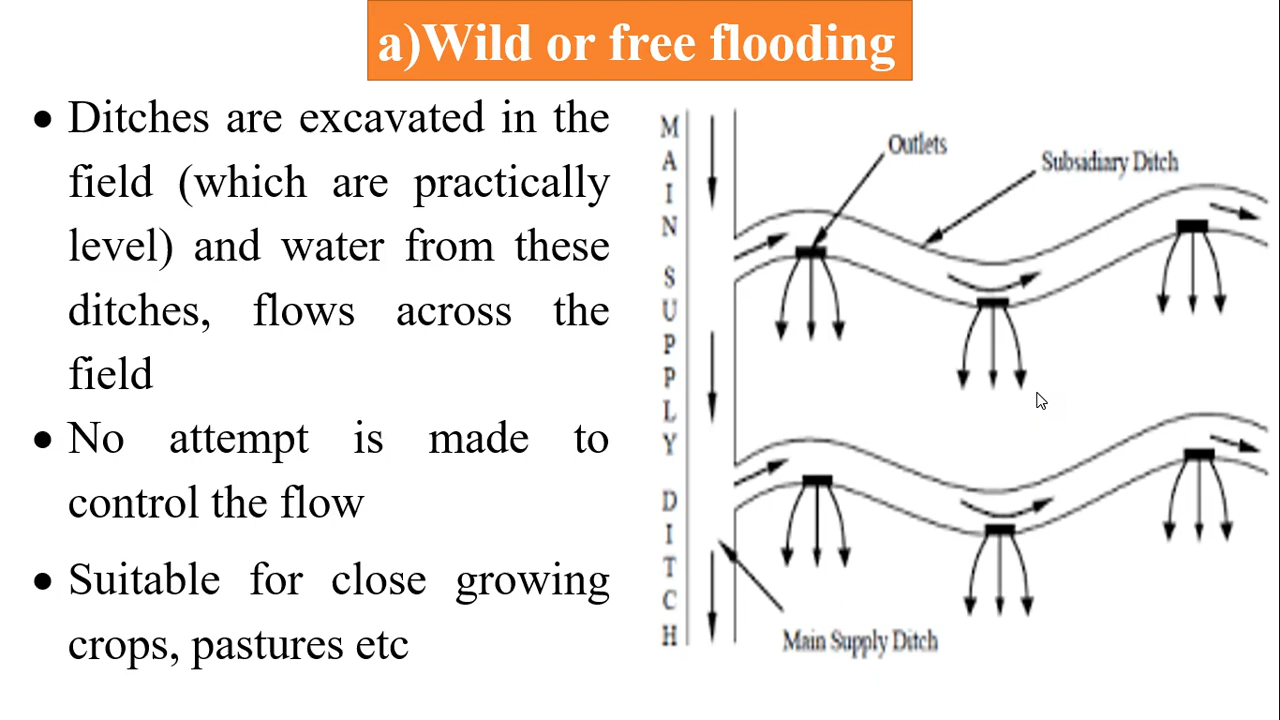 a)Wild or free flooding
• Ditches are excavated in the
field (which are practically
level) and water from these
ditches, flows across the
field
• No attempt is made to
control the flow
• Suitable for close growing
crops, pastures etc
MAIN SUPPLY DITCH
Outlets
Subsidiary Ditch
Main Supply Ditch